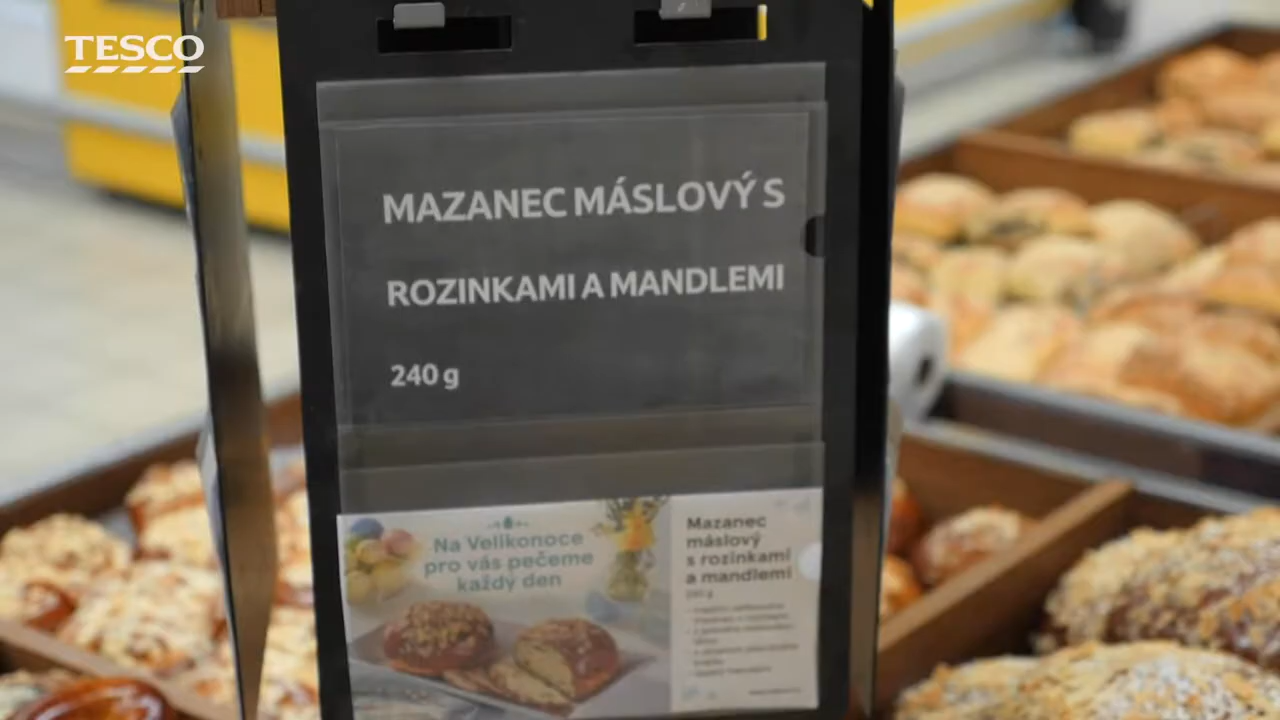 TESCO
MAZANEC MÁSLOVÝ S
ROZINKAMI A MANDLEMI
240 g
Na Velikonoce
pro vás pečeme
každý den
Mazanec
máslový
s rozinkami
a mandlemi
240 g